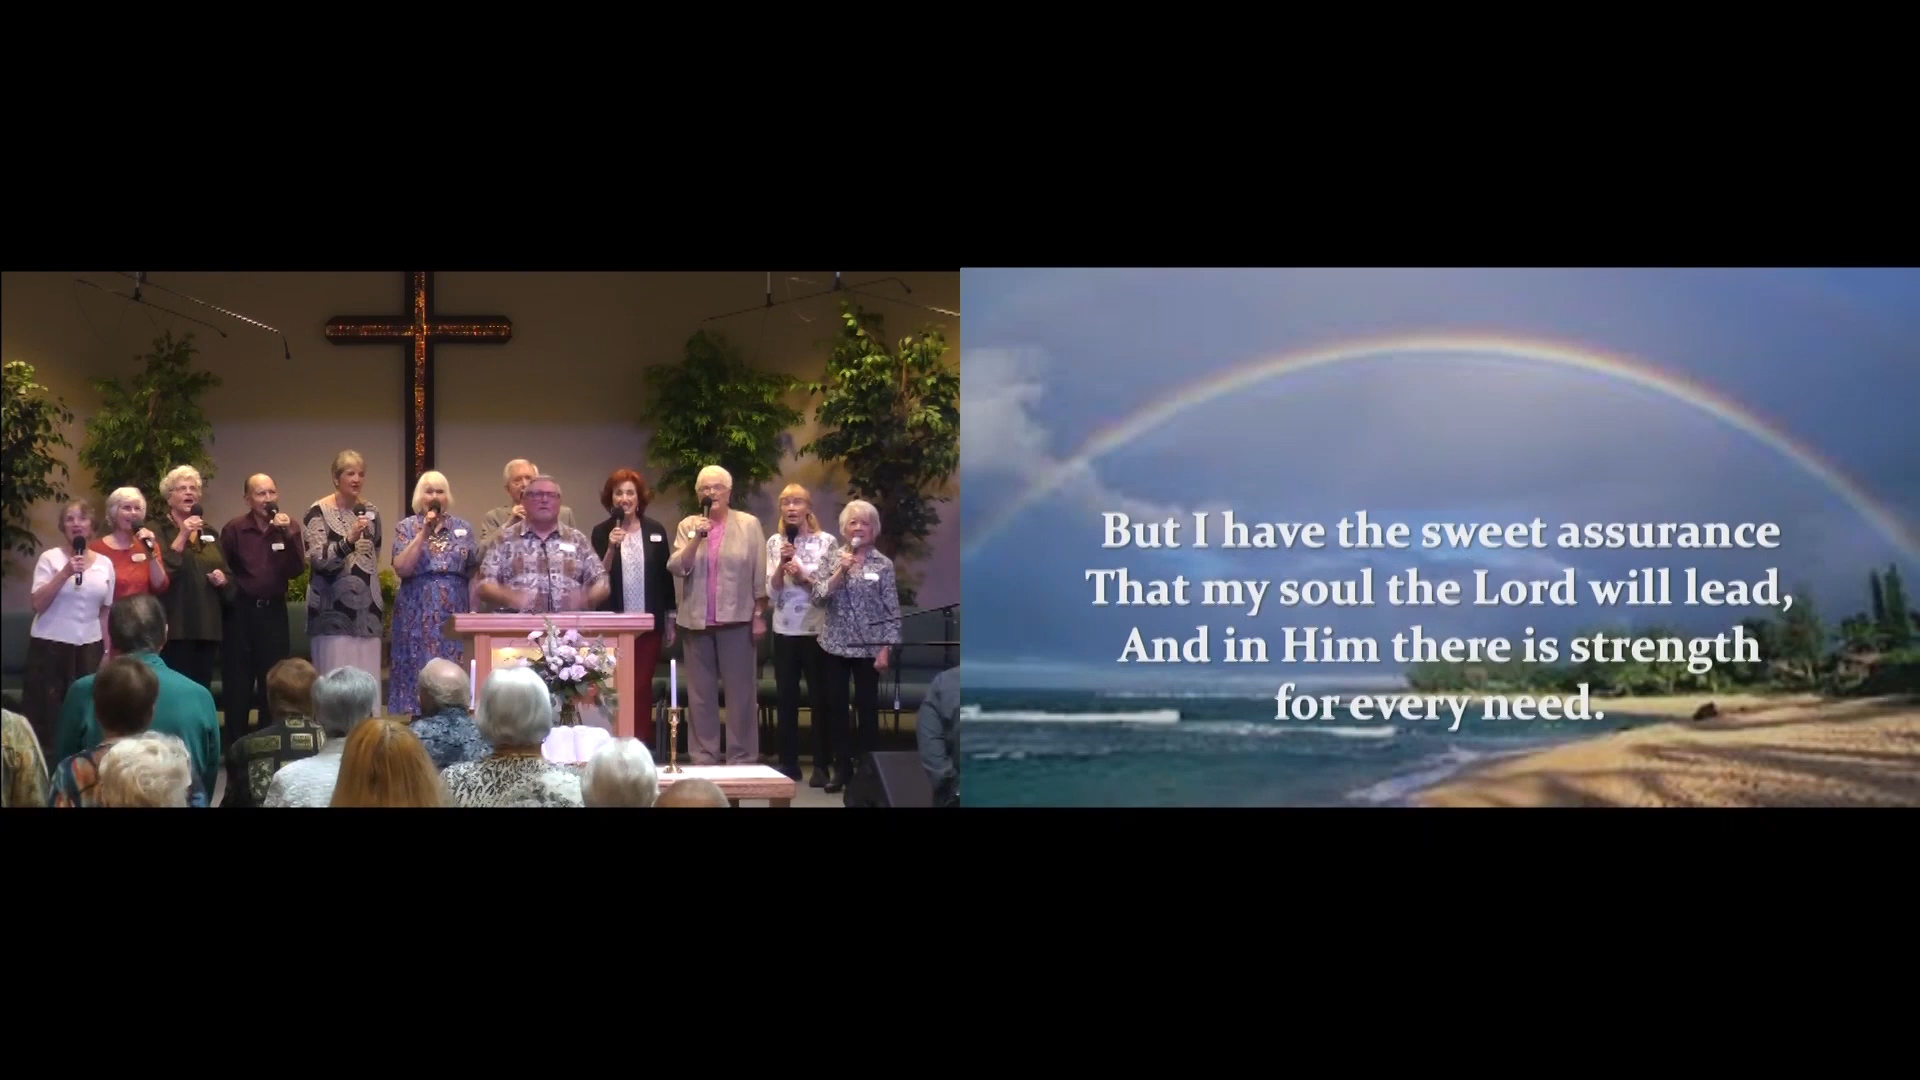 But I have the sweet assurance
That my soul the Lord will lead,
And in Him there is strength
for every need.